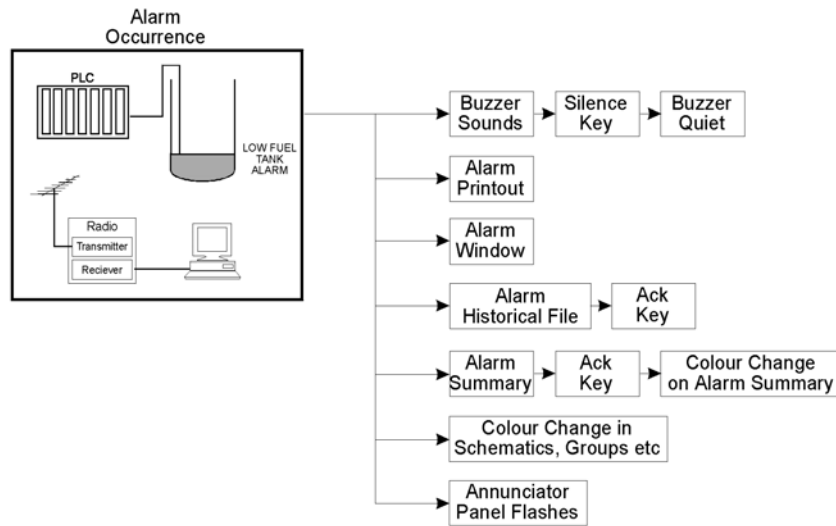 Alarm
Occurrence
PLC
LOW FUEL
TANK
ALARM
Radio
Transmitter
Reciever
Buzzer
Sounds
Silence
Key
Buzzer
Quiet
Alarm
Printout
Alarm
Window
Alarm
Historical File
Ack
Key
Alarm
Summary
Ack
Key
Colour Change
on Alarm Summary
Colour Change in
Schematics, Groups etc
Annunciator
Panel Flashes